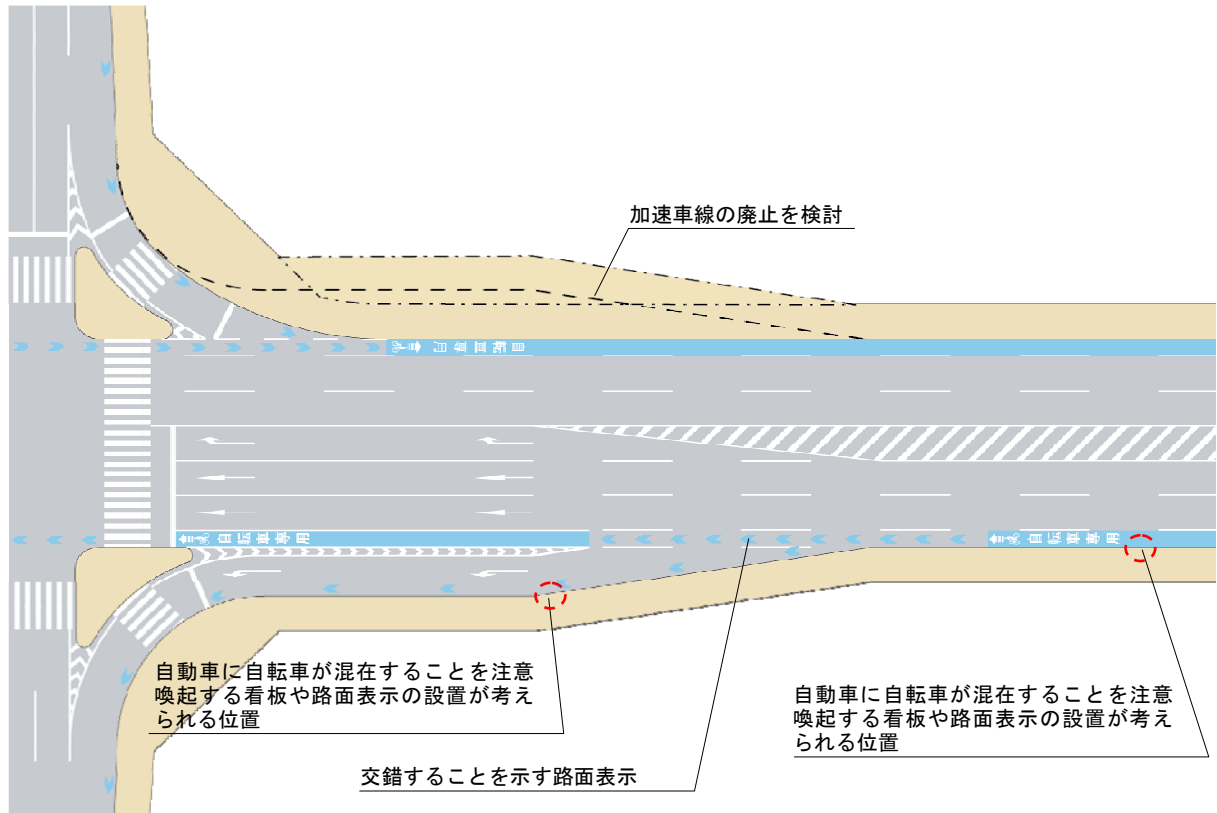 加速車線の廃止を検討
自転車専用
自転車専用
自転車専用
自動車に自転車が混在することを注意
喚起する看板や路面表示の設置が考え
られる位置
自動車に自転車が混在することを注意
喚起する看板や路面表示の設置が考え
られる位置
交錯することを示す路面表示